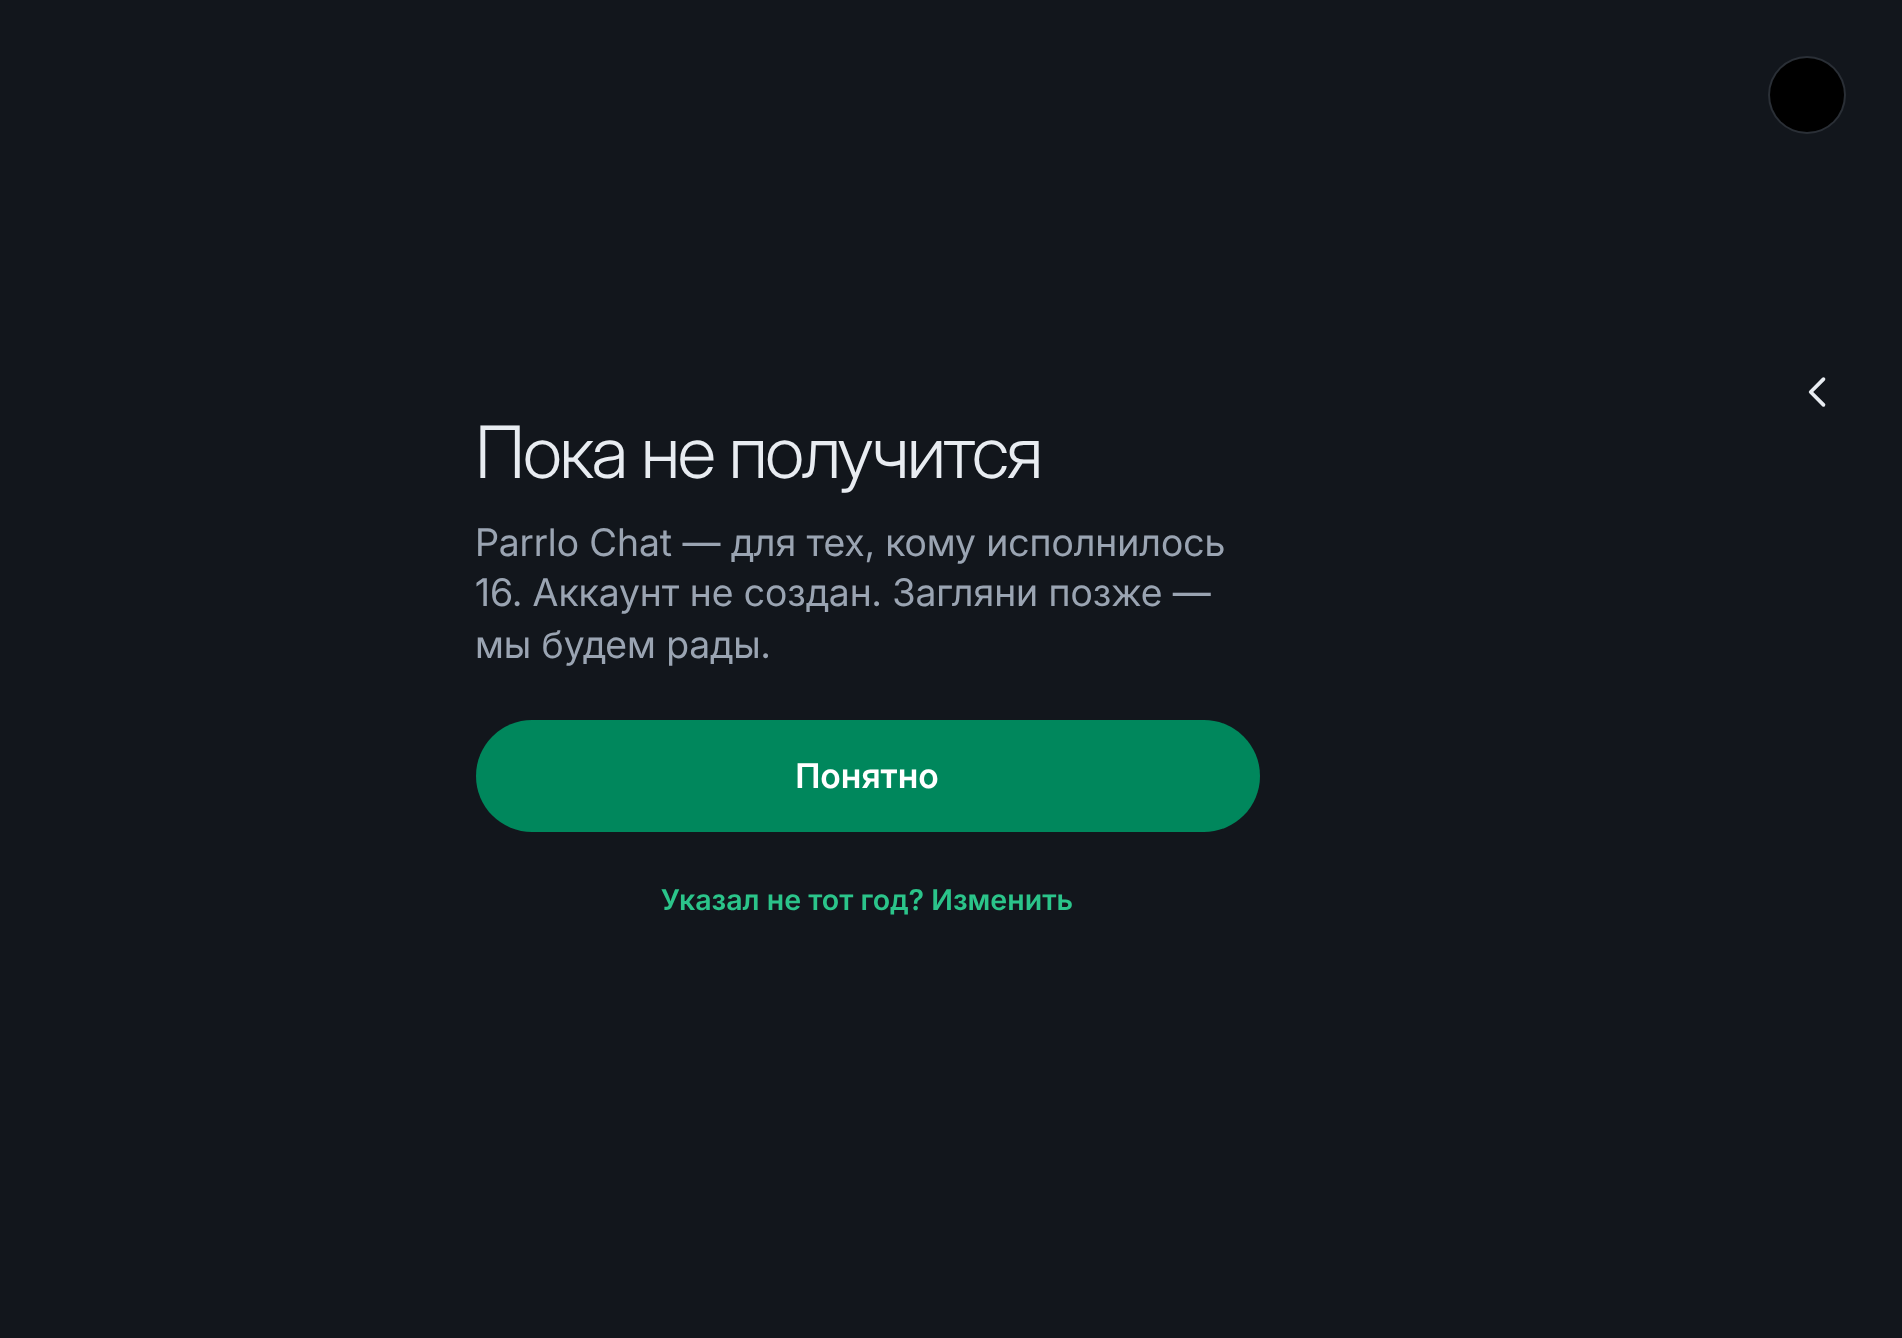 Пока не получится
Parrlo Chat — для тех, кому исполнилось
16. Аккаунт не создан. Загляни позже —
мы будем рады.
Понятно
Указал не тот год? Изменить